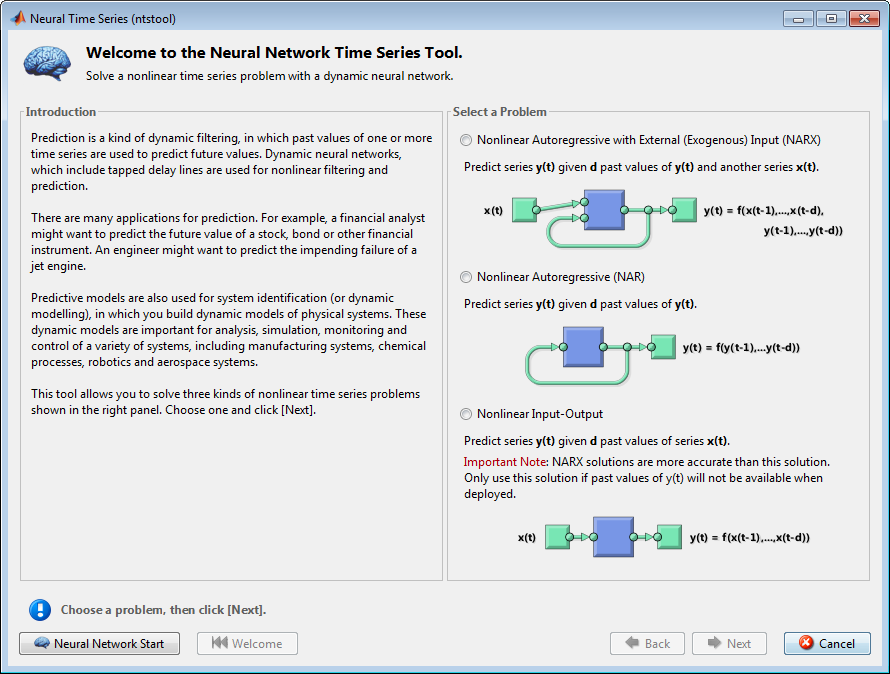 Neural Time Series (ntstool)
Welcome to the Neural Network Time Series Tool.
Solve a nonlinear time series problem with a dynamic neural network.
Introduction
Prediction is a kind of dynamic filtering, in which past values of one or more
time series are used to predict future values. Dynamic neural networks,
which include tapped delay lines are used for nonlinear filtering and
prediction.
There are many applications for prediction. For example, a financial analyst
might want to predict the future value of a stock, bond or other financial
instrument. An engineer might want to predict the impending failure of a
jet engine.
Predictive models are also used for system identification (or dynamic
modelling), in which you build dynamic models of physical systems. These
dynamic models are important for analysis, simulation, monitoring and
control of a variety of systems, including manufacturing systems, chemical
processes, robotics and aerospace systems.
This tool allows you to solve three kinds of nonlinear time series problems
shown in the right panel. Choose one and click [Next].
Select a Problem
Nonlinear Autoregressive with External (Exogenous) Input (NARX)
Predict series y(t) given d past values of y(t) and another series x(t).
x(t)
y(t) = f(x(t-1),...,x(t-d),
y(t-1),...,y(t-d))
Nonlinear Autoregressive (NAR)
Predict series y(t) given d past values of y(t).
y(t) = f(y(t-1),...y(t-d))
Nonlinear Input-Output
Predict series y(t) given d past values of series x(t).
Important Note: NARX solutions are more accurate than this solution.
Only use this solution if past values of y(t) will not be available when
deployed.
x(t)
y(t) = f(x(t-1),...,x(t-d))
Choose a problem, then click [Next].
Neural Network Start
Welcome
Back
Next
Cancel